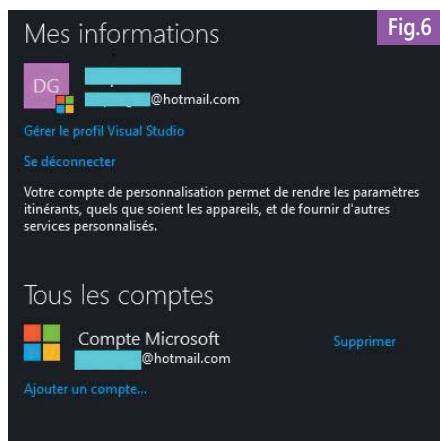 Mes informations
Fig.6
DG
@hotmail.com
Gérer le profil Visual Studio
Se déconnecter
Votre compte de personnalisation permet de rendre les paramètres
itinérants, quels que soient les appareils, et de fournir d'autres
services personnalisés.
Tous les comptes
Compte Microsoft
Supprimer
@hotmail.com
Ajouter un compte...